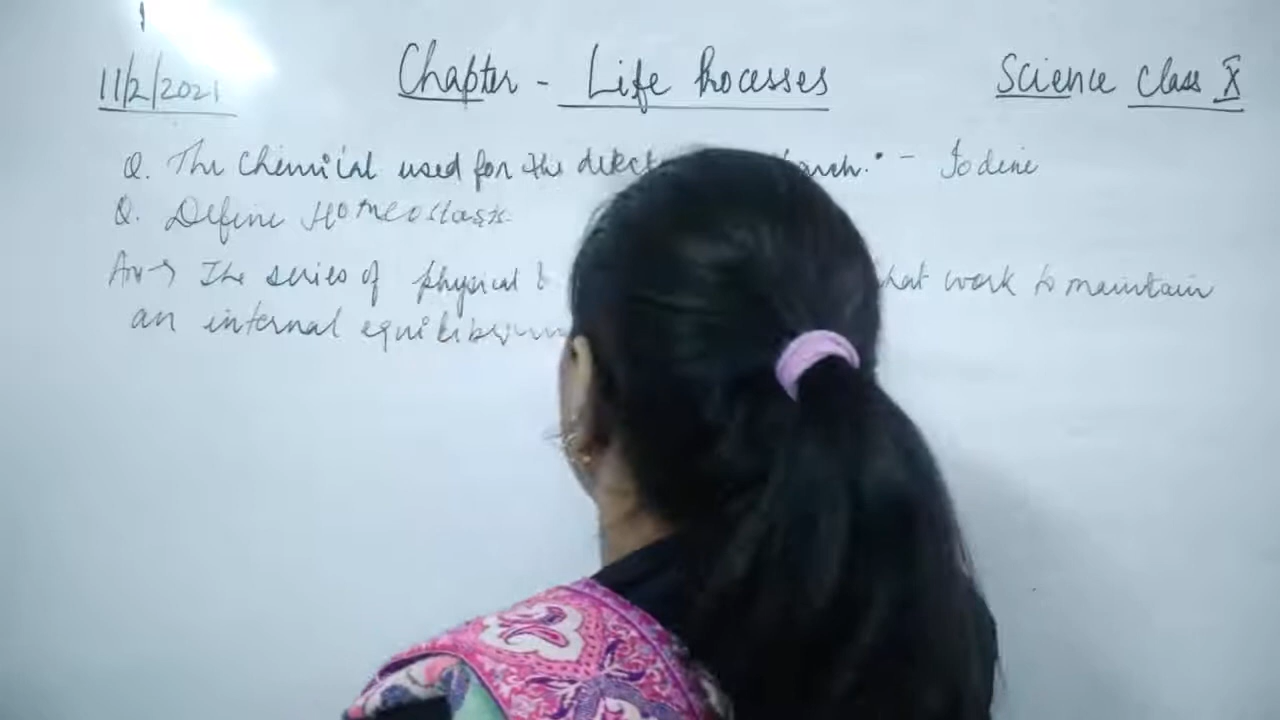 11/2/2021
Chapter - Life Processes
Science Class X
Q. The Chemical used for the - Iodine
Q. Define Homeostasis.
Ans→ The series of physical & that work to maintain
an internal equilibrium